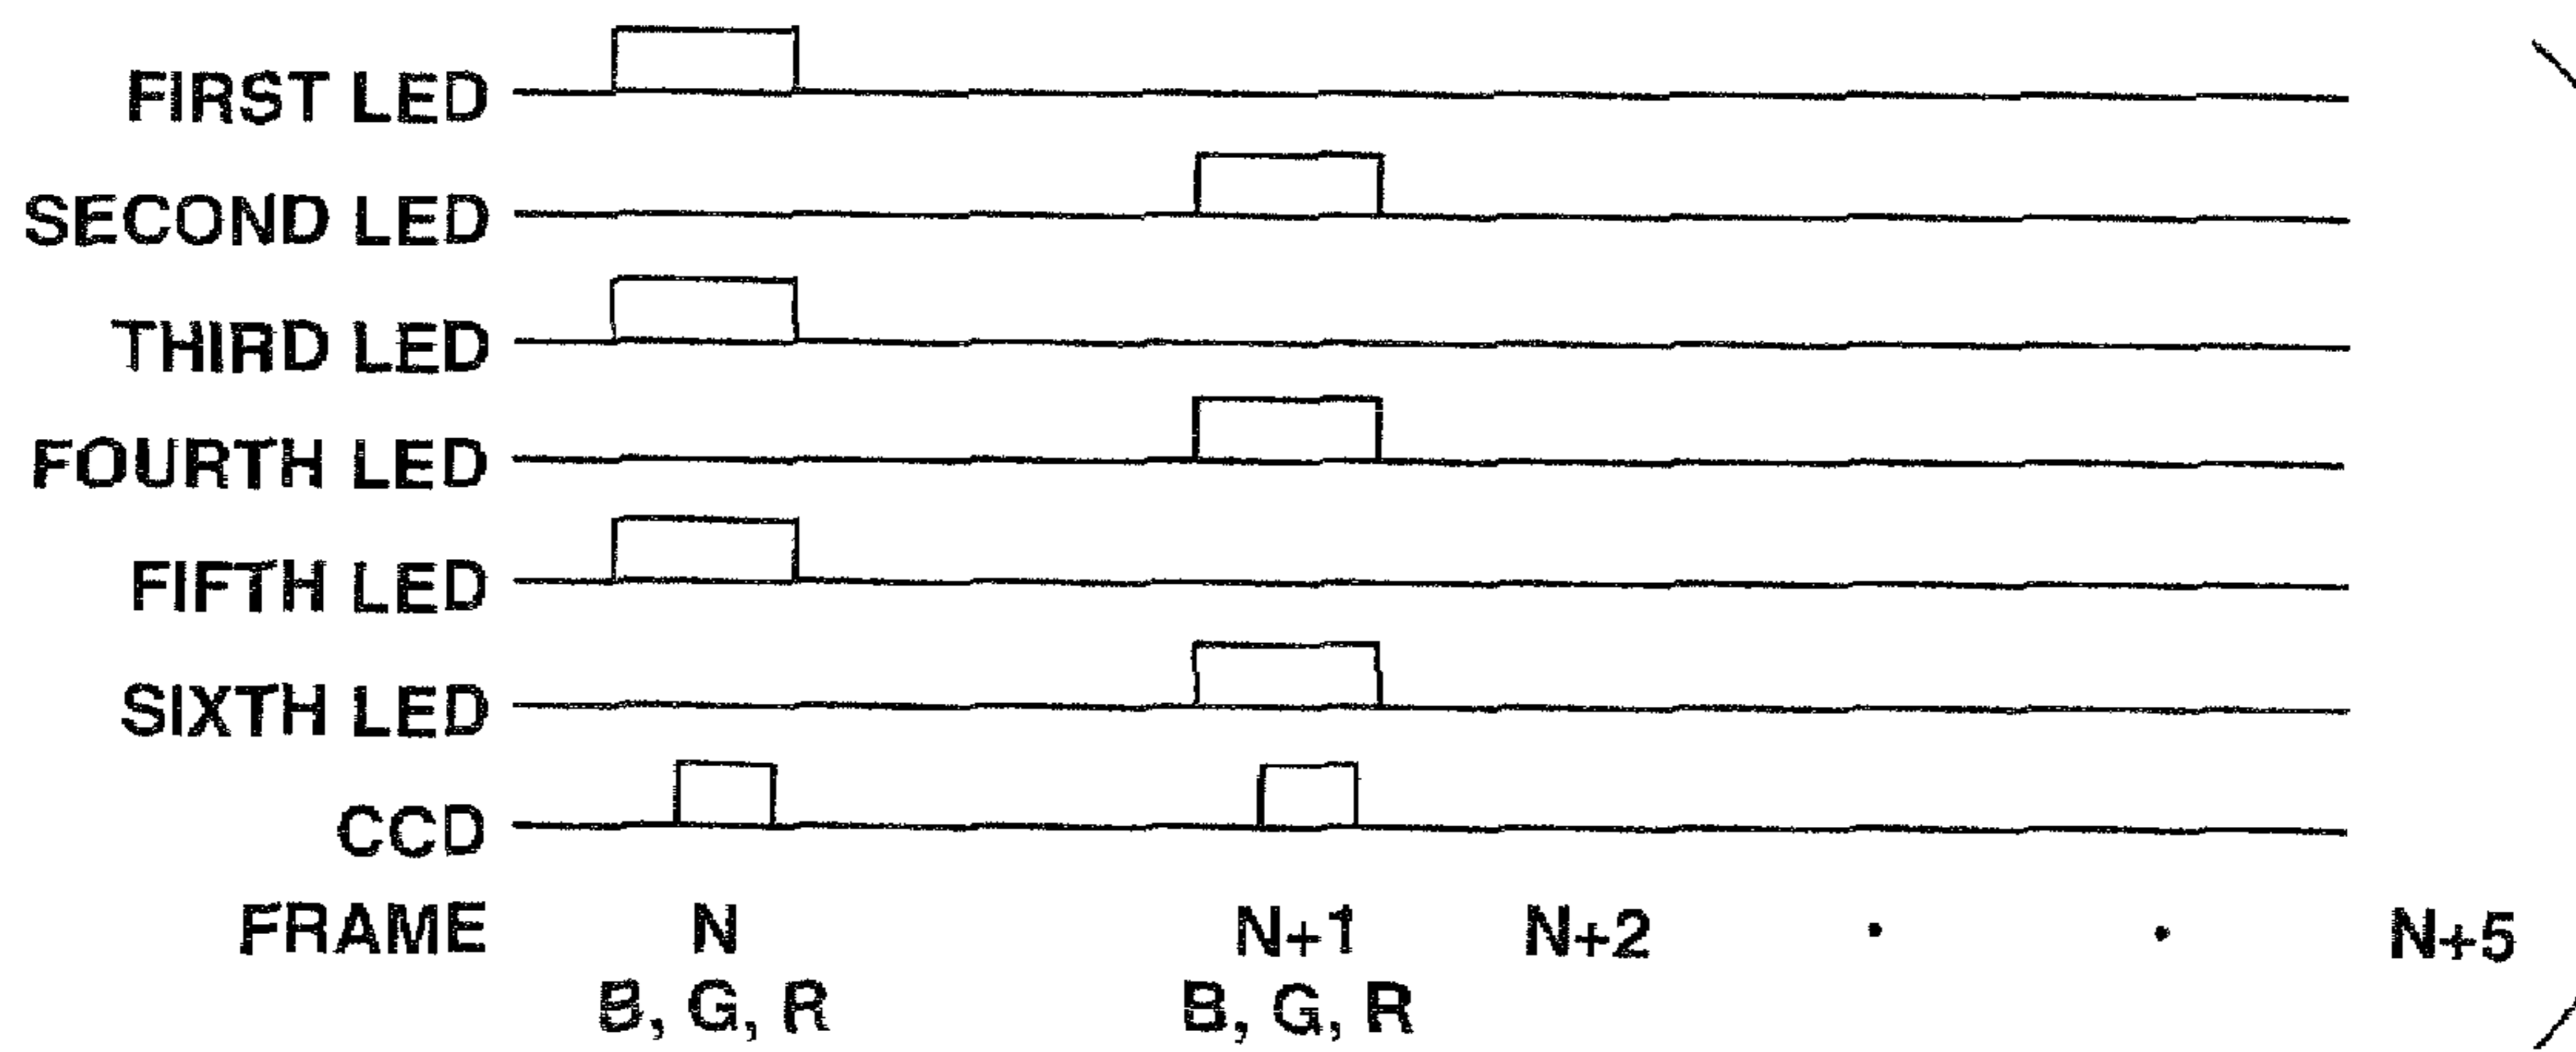 FIRST LED
SECOND LED
THIRD LED
FOURTH LED
FIFTH LED
SIXTH LED
CCD
FRAME N N+1 N+2 · · N+5
B, G, R B, G, R